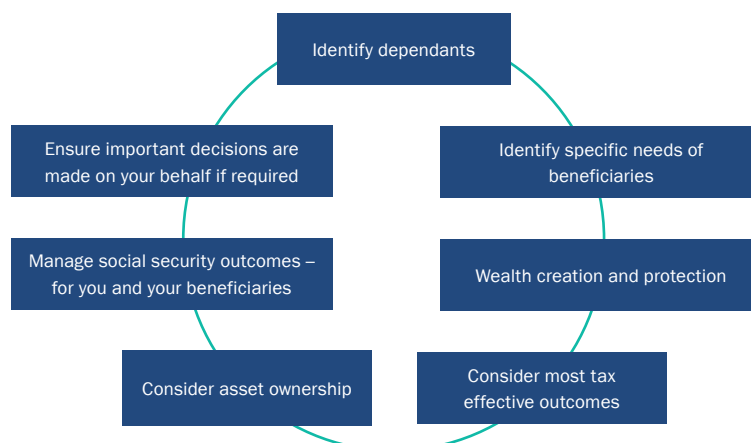 Identify dependants
Identify specific needs of
beneficiaries
Wealth creation and protection
Consider most tax
effective outcomes
Consider asset ownership
Manage social security outcomes –
for you and your beneficiaries
Ensure important decisions are
made on your behalf if required